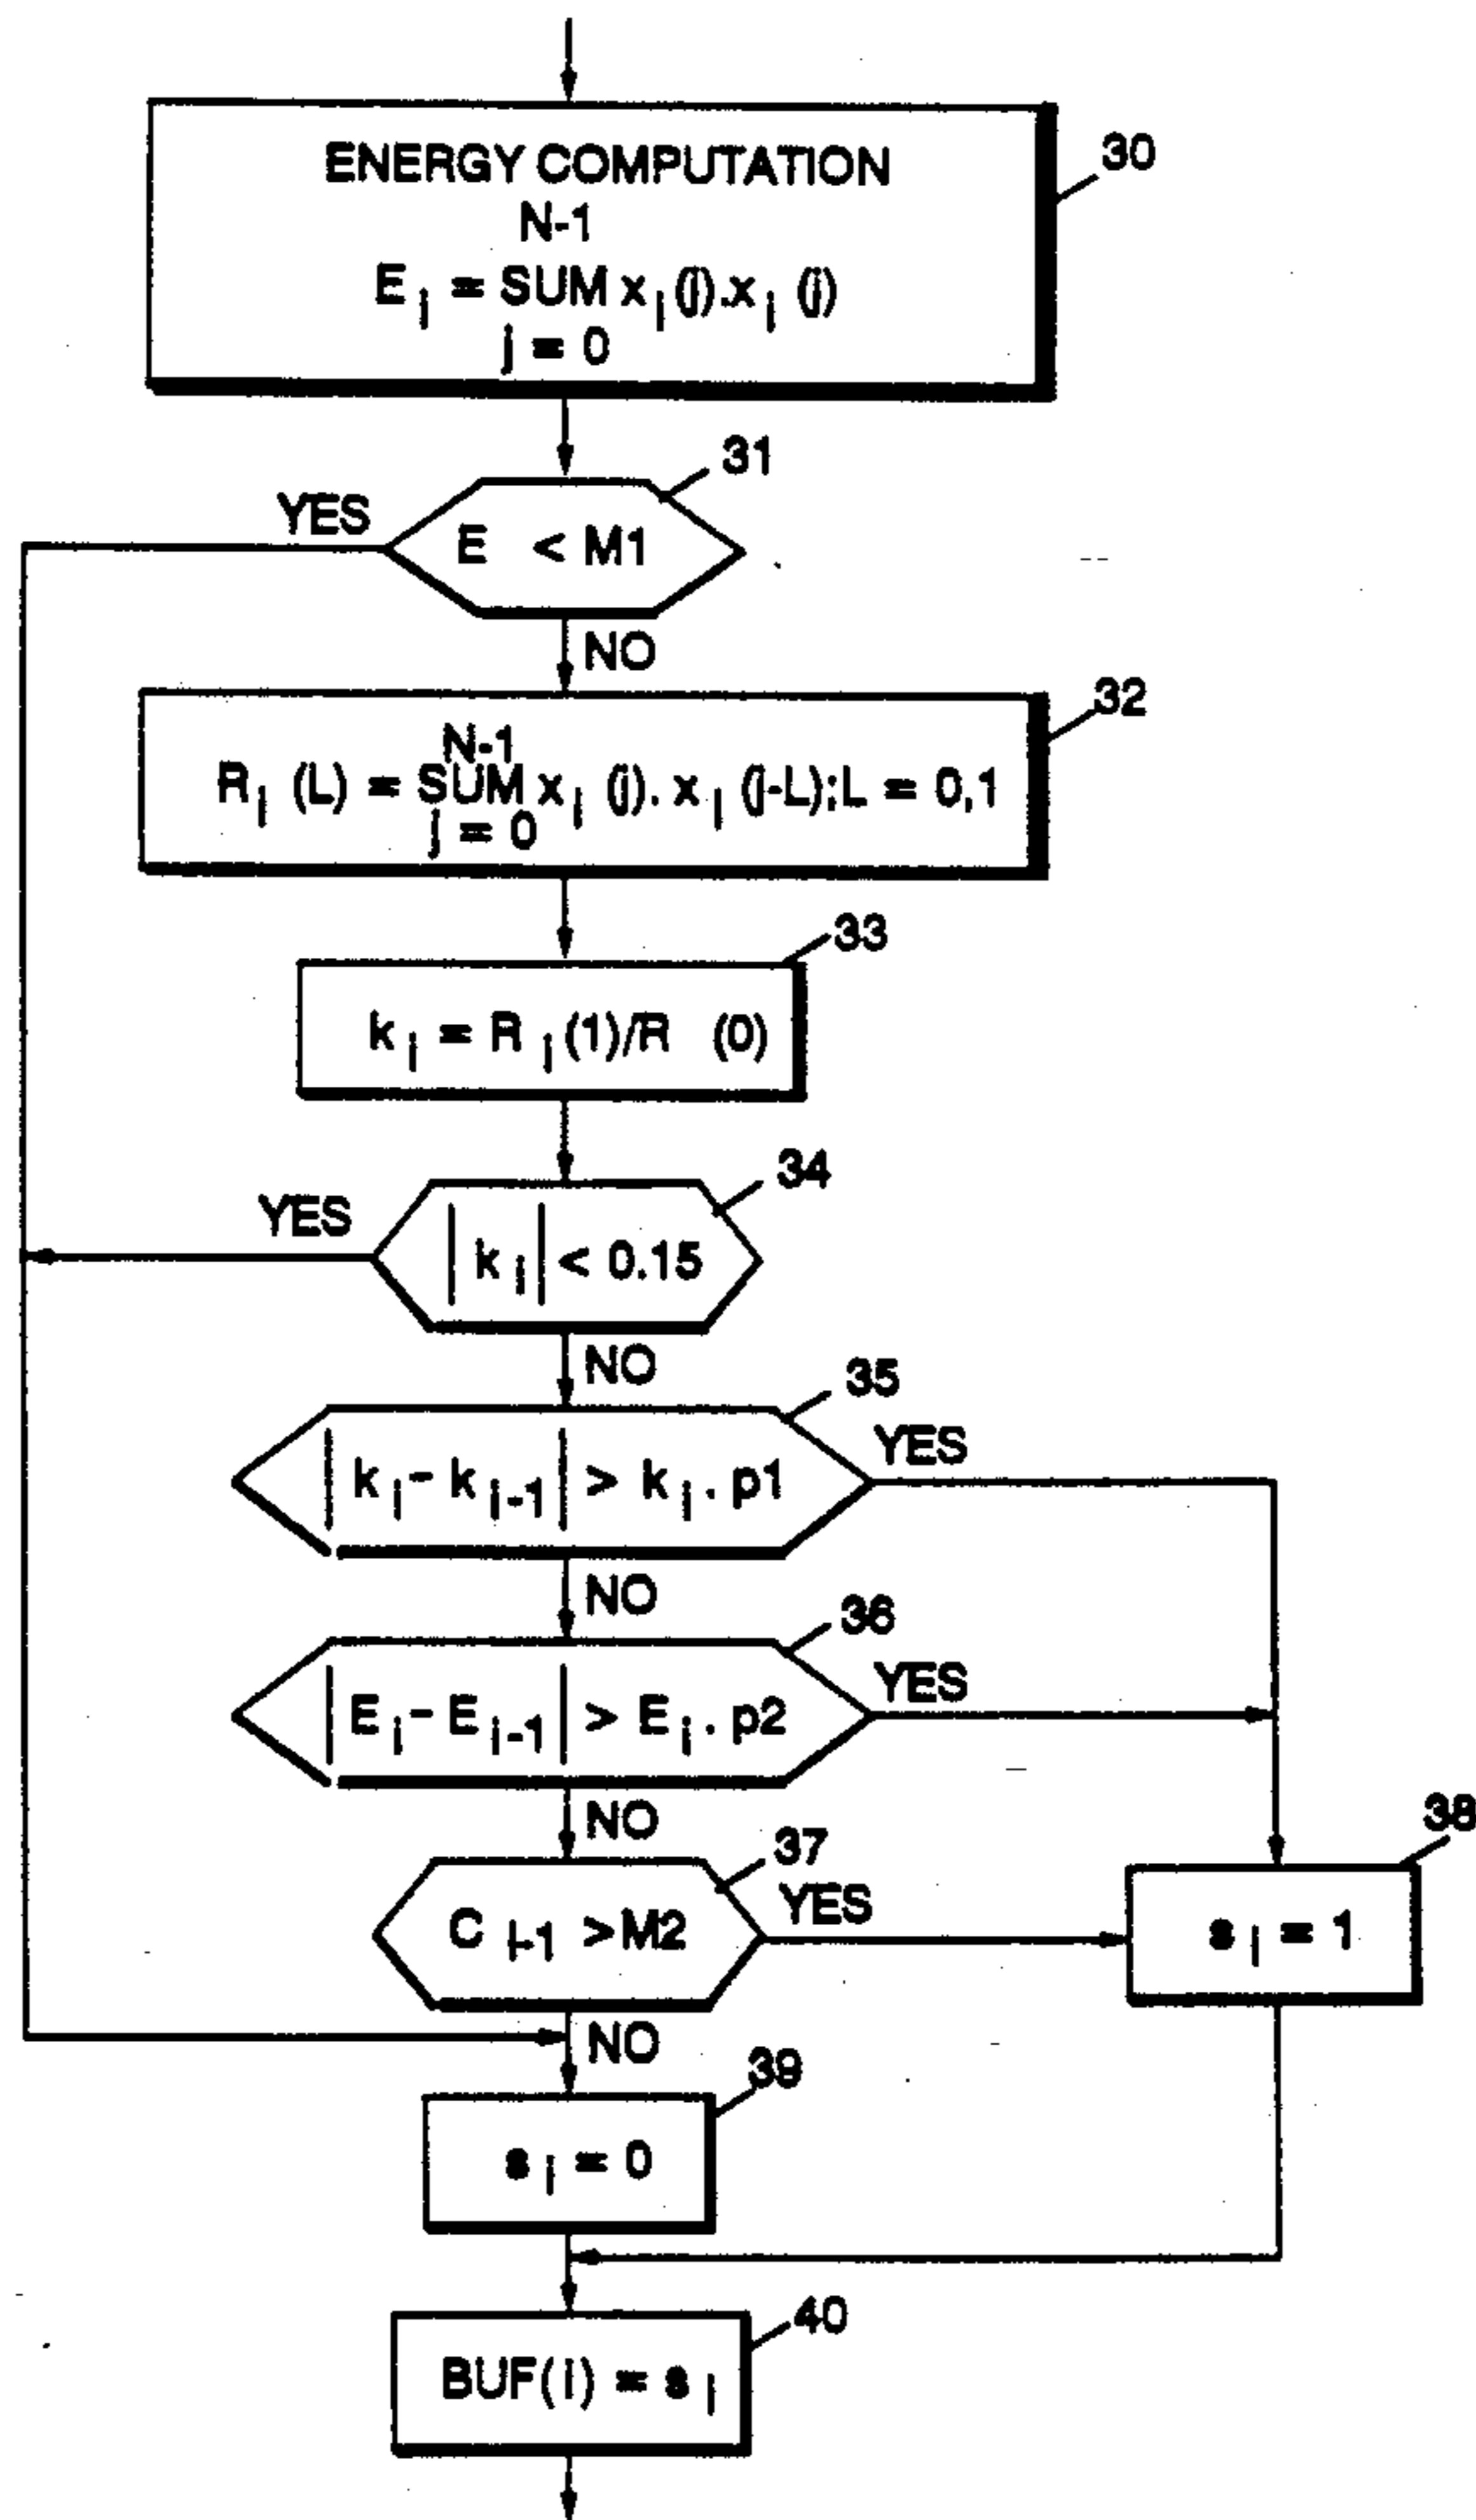 ENERGY COMPUTATION
30
N-1
E i = SUM x i (j).x i (j)
j = 0
31
YES
E < M1
NO
32
N-1
R i (L) = SUM x i (j). x i (j-L);L = 0,1
j = 0
33
k i = R i (1)/R (0)
34
YES
| k i | < 0.15
NO
35
YES
| k i - k i-1 | > k i . p1
NO
36
YES
| E i - E i-1 | > E i . p2
NO
37
38
YES
C i-1 >M2
s i = 1
NO
39
s i = 0
40
BUF(i) = s i